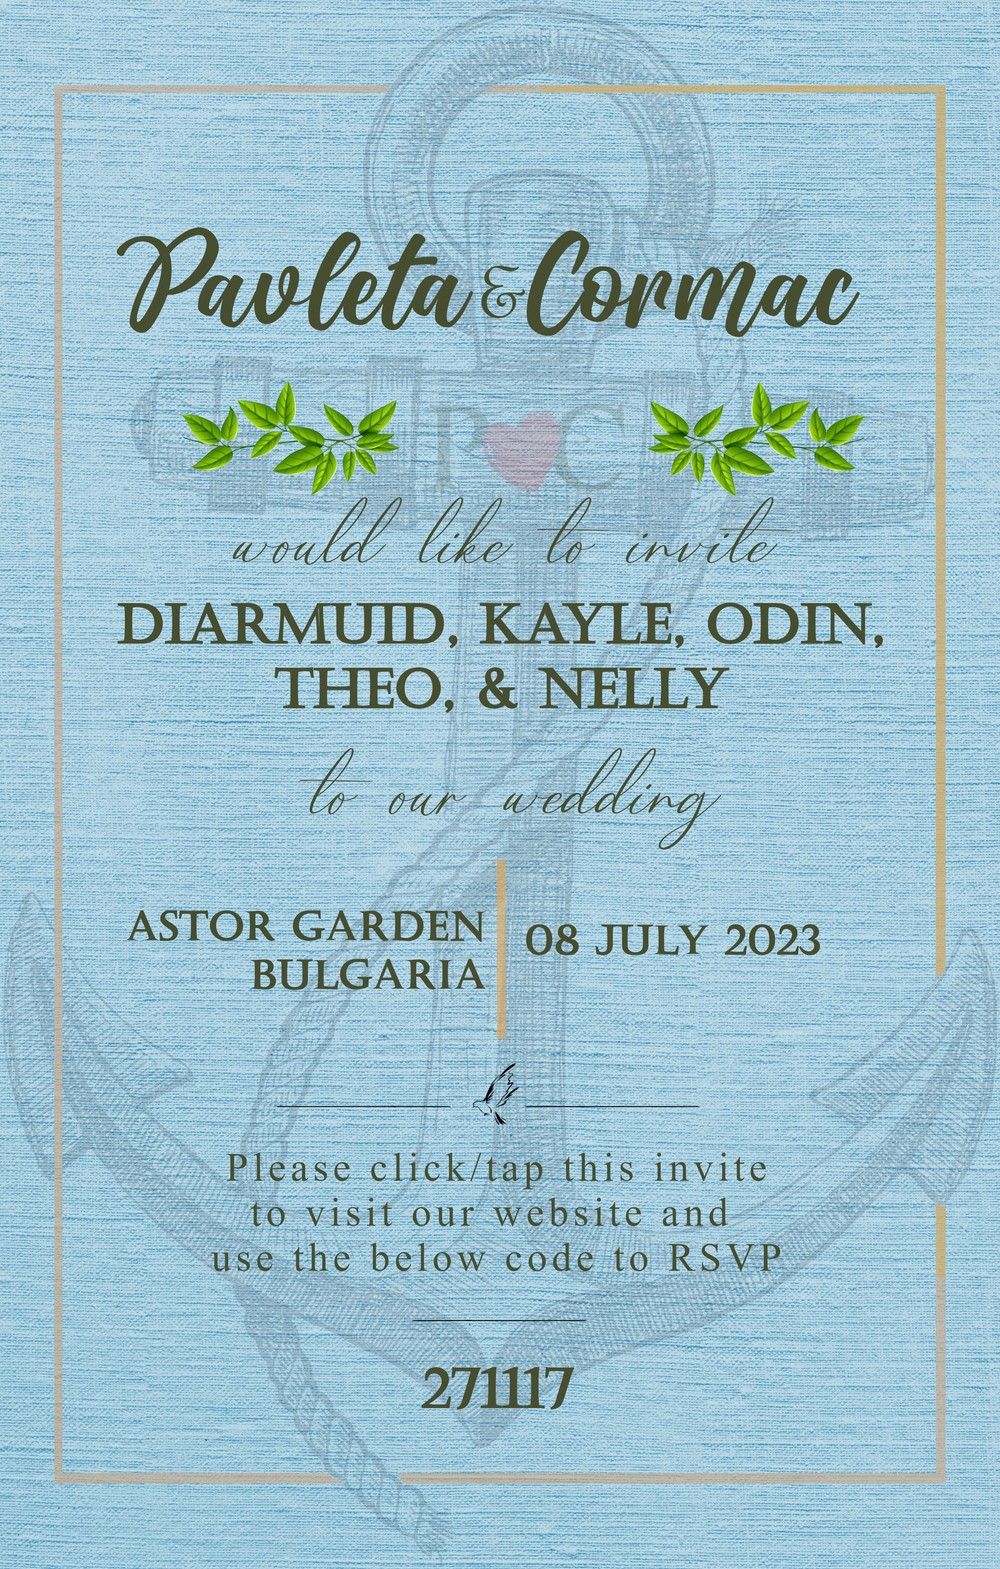 Pavleta & Cormac
P C
would like to invite
DIARMUID, KAYLE, ODIN,
THEO, & NELLY
to our wedding
ASTOR GARDEN
BULGARIA
08 JULY 2023
Please click/tap this invite
to visit our website and
use the below code to RSVP
271117